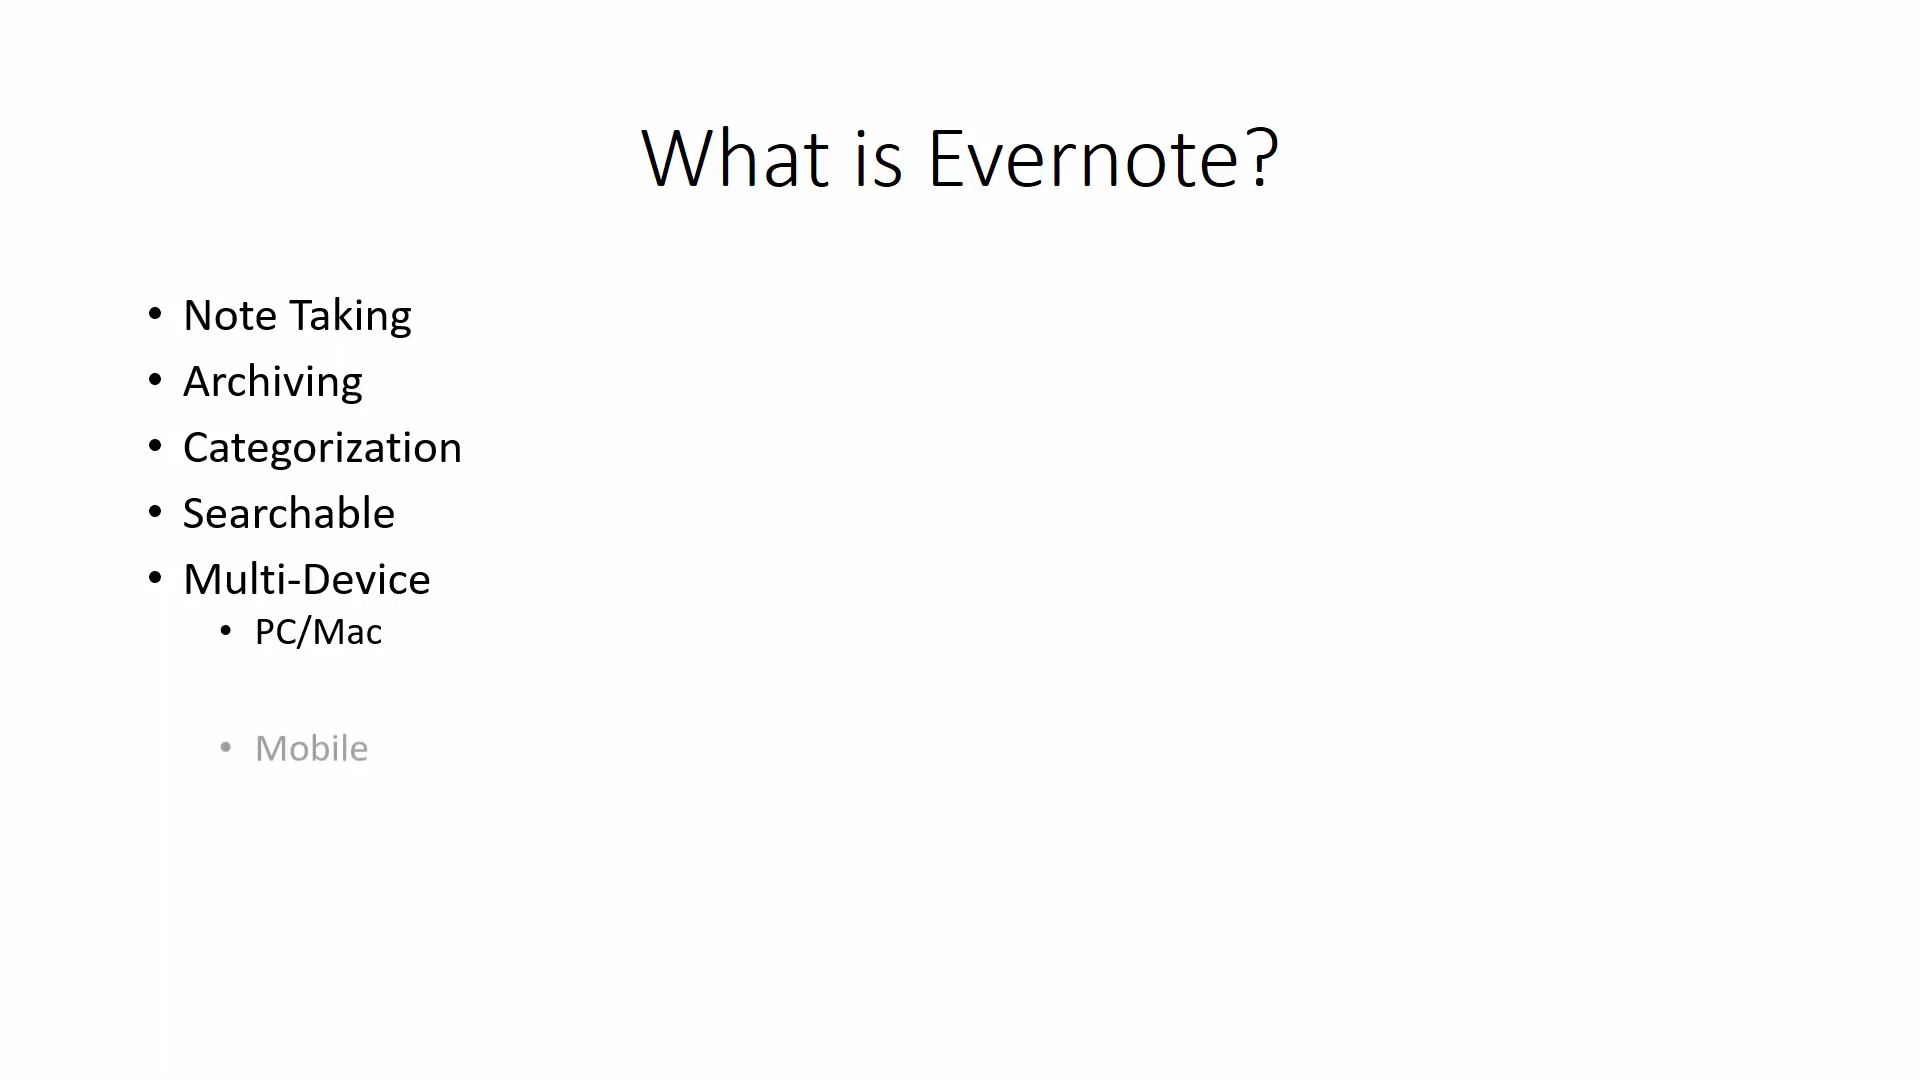 What is Evernote?
• Note Taking
• Archiving
• Categorization
• Searchable
• Multi-Device
• PC/Mac
• Mobile